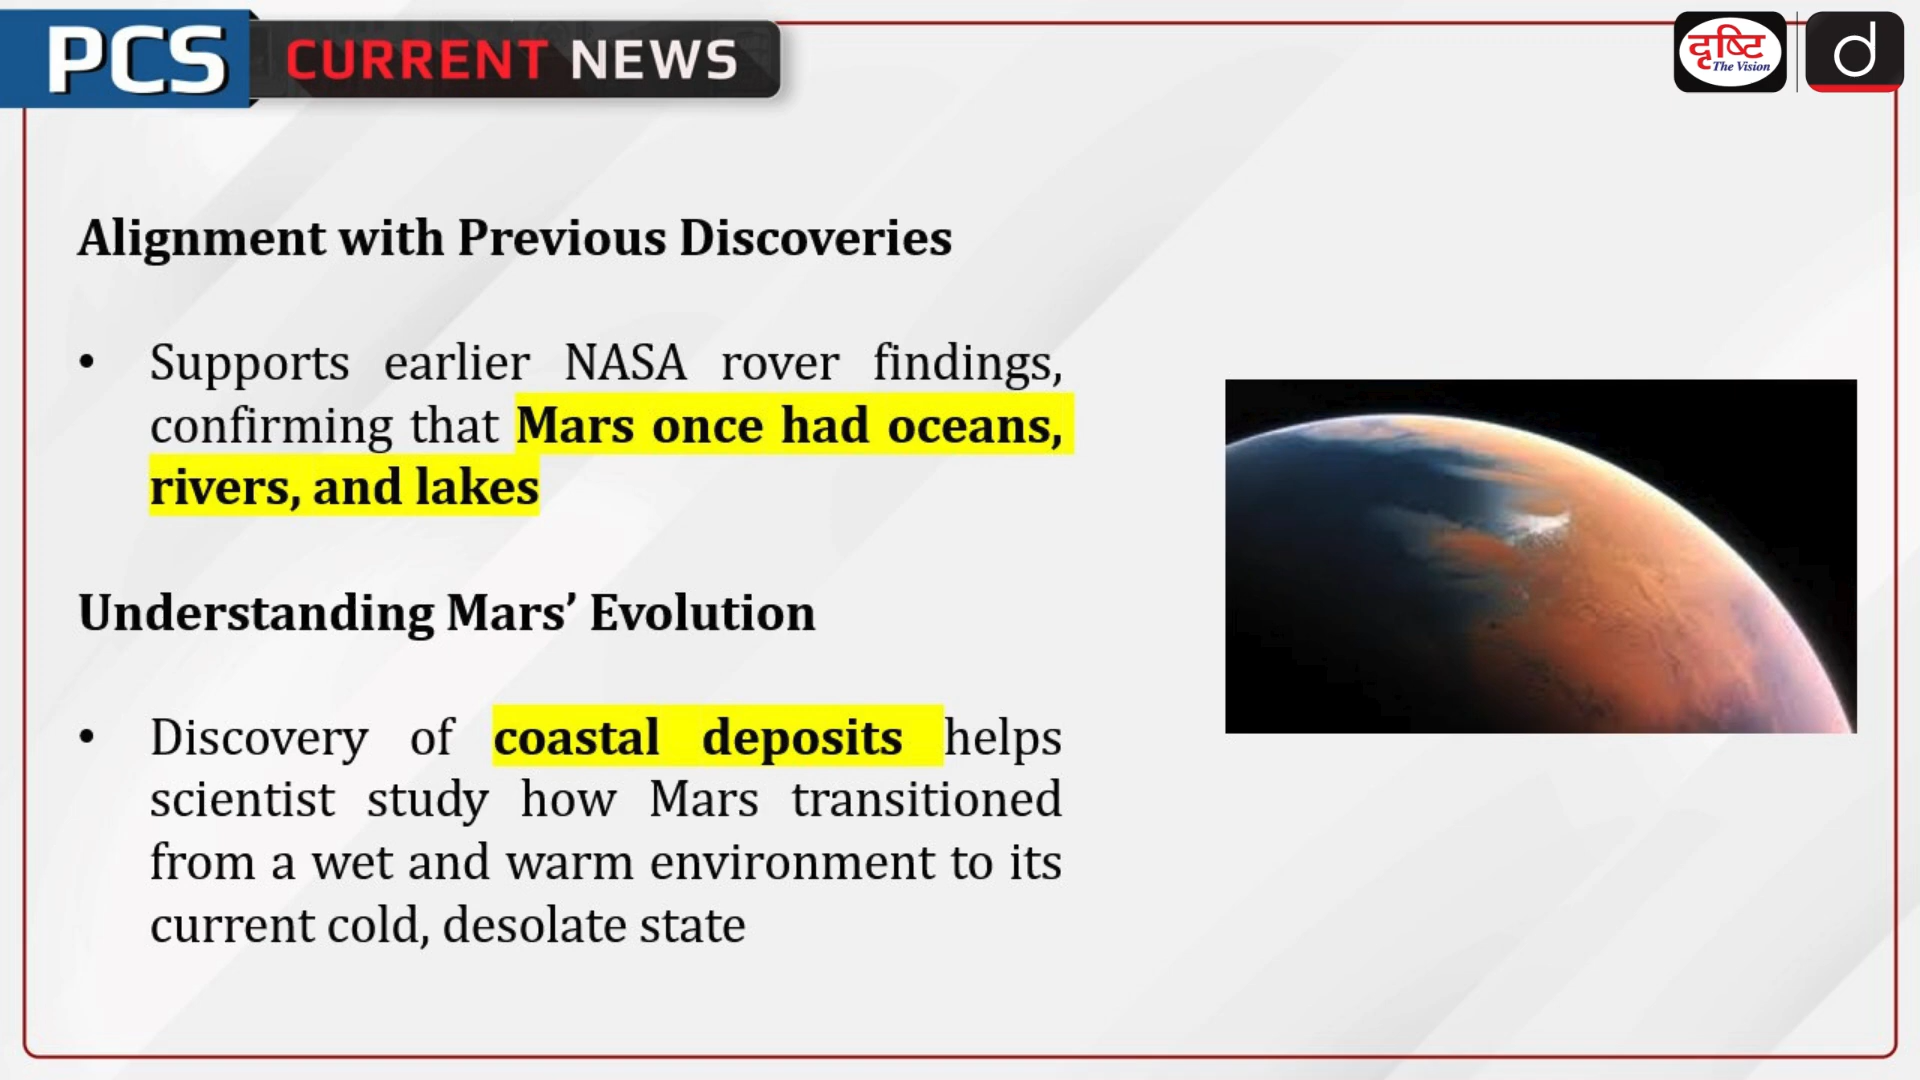 PCS CURRENT NEWS
दृष्टि
The Vision
d
Alignment with Previous Discoveries
• Supports earlier NASA rover findings,
confirming that Mars once had oceans,
rivers, and lakes
Understanding Mars’ Evolution
• Discovery of coastal deposits helps
scientist study how Mars transitioned
from a wet and warm environment to its
current cold, desolate state